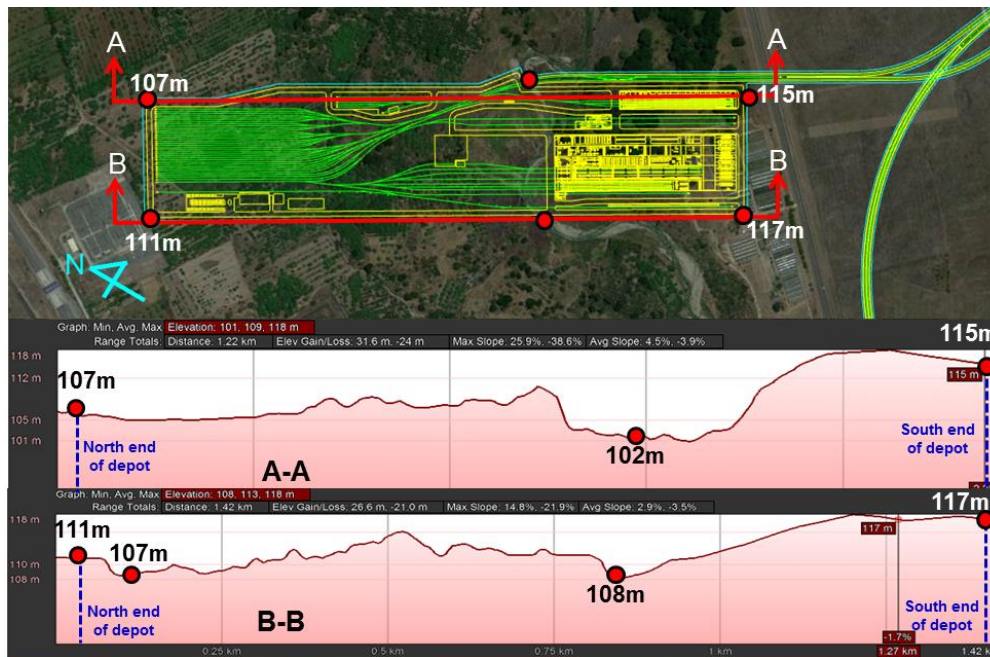 A
A
107m
115m
B
B
111m
117m
N
Graph: Min, Avg, Max Elevation: 101, 109, 118 m
Range Totals: Distance: 1.22 km Elev Gain/Loss: 31.6 m, -24 m Max Slope: 25.9%, -38.6% Avg Slope: 4.5%, -3.9%
115m
118 m
112 m
105 m
101 m
107m
115 m
102m
North end
of depot
South end
of depot
A-A
Graph: Min, Avg, Max Elevation: 108, 113, 118 m
Range Totals: Distance: 1.42 km Elev Gain/Loss: 26.6 m, -21.0 m Max Slope: 14.8%, -21.9% Avg Slope: 2.9%, -3.5%
117m
118 m
110 m
108 m
111m
107m
117 m
108m
North end
of depot
South end
of depot
B-B
-1.7%
0.25 km
0.5 km
0.75 km
1 km
1.27 km
1.42